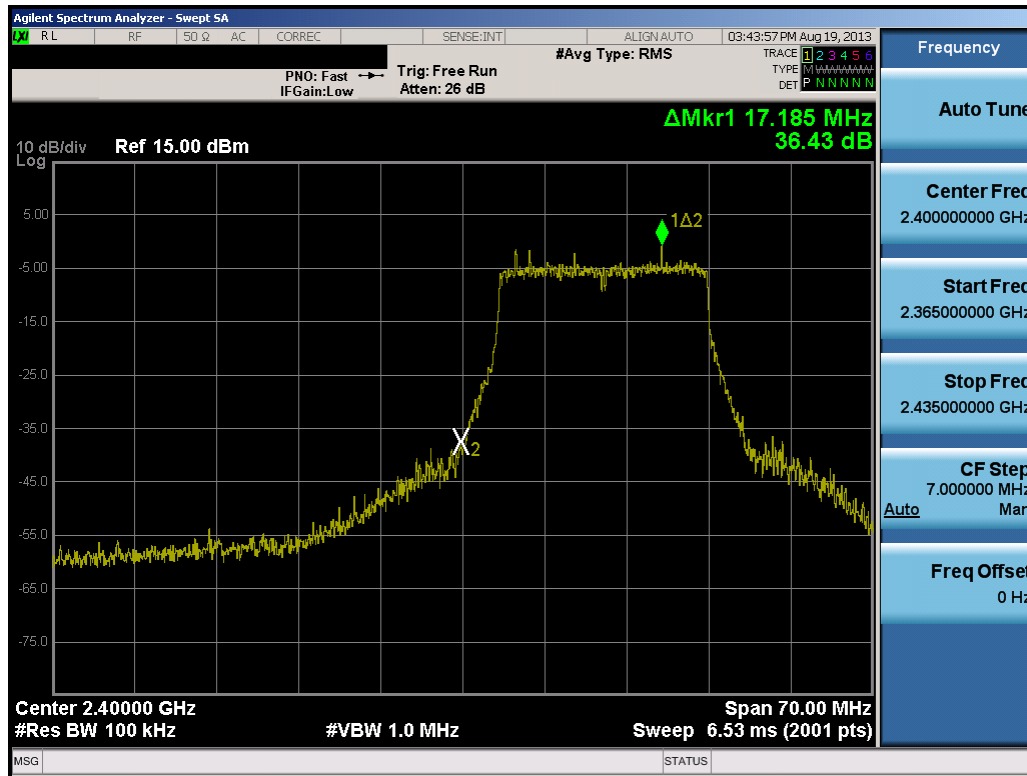 Agilent Spectrum Analyzer - Swept SA
LXI RL RF 50 Ω AC CORREC SENSE:INT ALIGN AUTO 03:43:57 PM Aug 19, 2013
#Avg Type: RMS TRACE 1 2 3 4 5 6
PNO: Fast Trig: Free Run TYPE M WWWWW
IFGain:Low Atten: 26 dB DET P N N N N N
ΔMkr1 17.185 MHz
36.43 dB
10 dB/div Ref 15.00 dBm
Log
5.00
-5.00
-15.0
-25.0
-35.0
-45.0
-55.0
-65.0
-75.0
1Δ2
X2
Center 2.40000 GHz Span 70.00 MHz
#Res BW 100 kHz #VBW 1.0 MHz Sweep 6.53 ms (2001 pts)
MSG STATUS
Frequency
Auto Tune
Center Freq
2.400000000 GHz
Start Freq
2.365000000 GHz
Stop Freq
2.435000000 GHz
CF Step
7.000000 MHz
Auto Man
Freq Offset
0 Hz